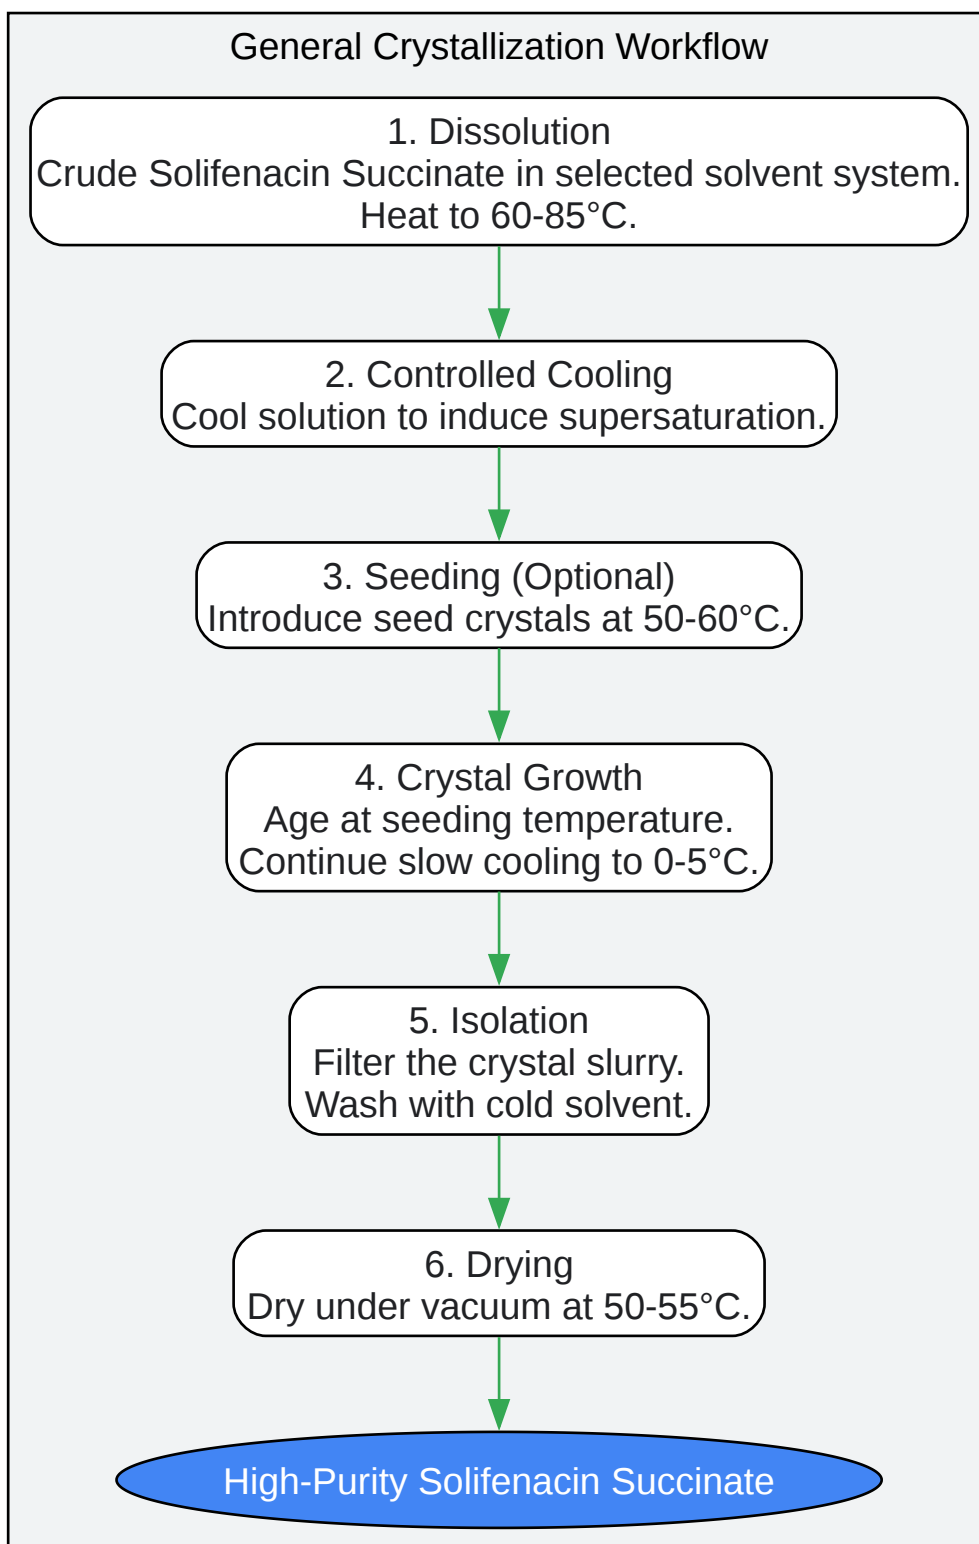 General Crystallization Workflow
1. Dissolution
Crude Solifenacin Succinate in selected solvent system.
Heat to 60-85°C.
2. Controlled Cooling
Cool solution to induce supersaturation.
3. Seeding (Optional)
Introduce seed crystals at 50-60°C.
4. Crystal Growth
Age at seeding temperature.
Continue slow cooling to 0-5°C.
5. Isolation
Filter the crystal slurry.
Wash with cold solvent.
6. Drying
Dry under vacuum at 50-55°C.
High-Purity Solifenacin Succinate